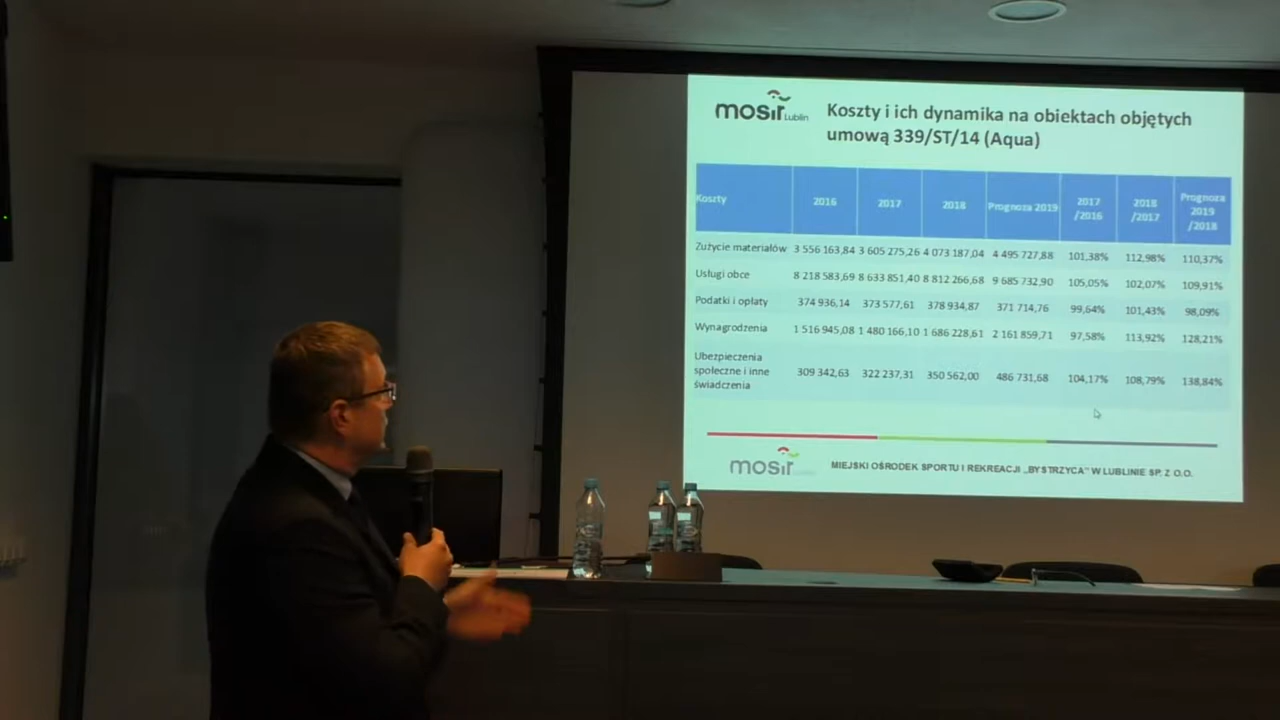 mosir Lublin
Koszty i ich dynamika na obiektach objętych
umową 339/ST/14 (Aqua)
Koszty 2016 2017 2018 Prognoza 2019 2017 /2016 2018 /2017 Prognoza 2019 /2018
Zużycie materiałów 3 556 163,84 3 605 275,26 4 073 187,04 4 495 727,88 101,38% 112,98% 110,37%
Usługi obce 8 218 583,69 8 633 851,40 8 812 266,68 9 685 732,90 105,05% 102,07% 109,91%
Podatki i opłaty 374 936,14 373 577,61 378 934,87 371 714,76 99,64% 101,43% 98,09%
Wynagrodzenia 1 516 945,08 1 480 166,10 1 686 228,61 2 161 859,71 97,58% 113,92% 128,21%
Ubezpieczenia
społeczne i inne 309 342,63 322 237,31 350 562,00 486 731,68 104,17% 108,79% 138,84%
świadczenia
mosir Lublin MIEJSKI OŚRODEK SPORTU I REKREACJI „BYSTRZYCA” W LUBLINIE SP. Z O.O.